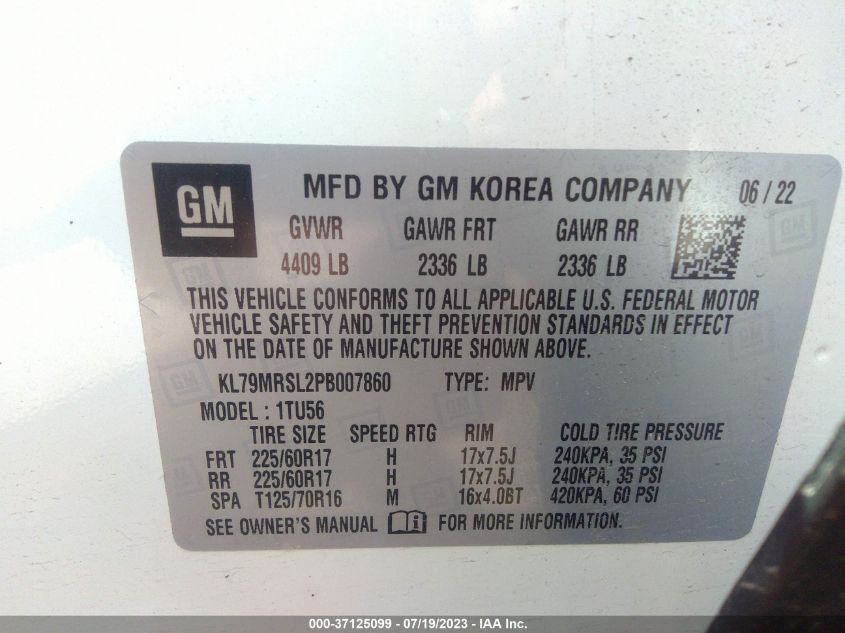 GM MFD BY GM KOREA COMPANY 06/22
GVWR GAWR FRT GAWR RR
4409 LB 2336 LB 2336 LB
THIS VEHICLE CONFORMS TO ALL APPLICABLE U.S. FEDERAL MOTOR
VEHICLE SAFETY AND THEFT PREVENTION STANDARDS IN EFFECT
ON THE DATE OF MANUFACTURE SHOWN ABOVE.
KL79MRSL2PB007860 TYPE: MPV
MODEL: 1TU56
TIRE SIZE SPEED RTG RIM COLD TIRE PRESSURE
FRT 225/60R17 H 17x7.5J 240KPA, 35 PSI
RR 225/60R17 H 17x7.5J 240KPA, 35 PSI
SPA T125/70R16 M 16x4.0BT 420KPA, 60 PSI
SEE OWNER'S MANUAL FOR MORE INFORMATION.
000-37125099 - 07/19/2023 - IAA Inc.